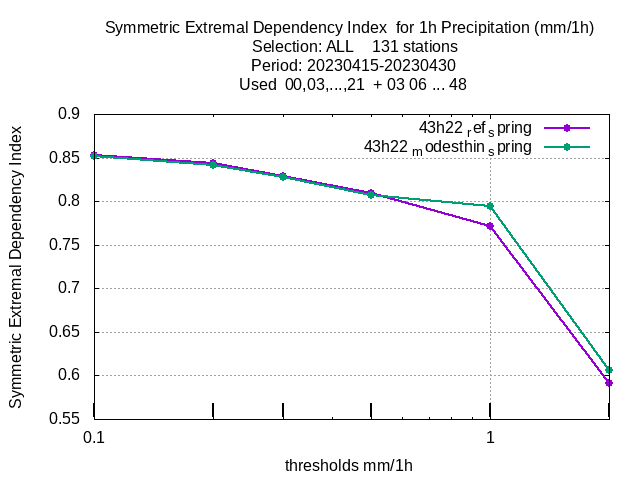 Symmetric Extremal Dependency Index  for 1h Precipitation (mm/1h)
Selection: ALL    131 stations
Period: 20230415-20230430
Used  00,03,...,21  + 03 06 ... 48
43h22 ref spring
43h22 modesthin spring
Symmetric Extremal Dependency Index
0.9
0.85
0.8
0.75
0.7
0.65
0.6
0.55
0.1
1
thresholds mm/1h